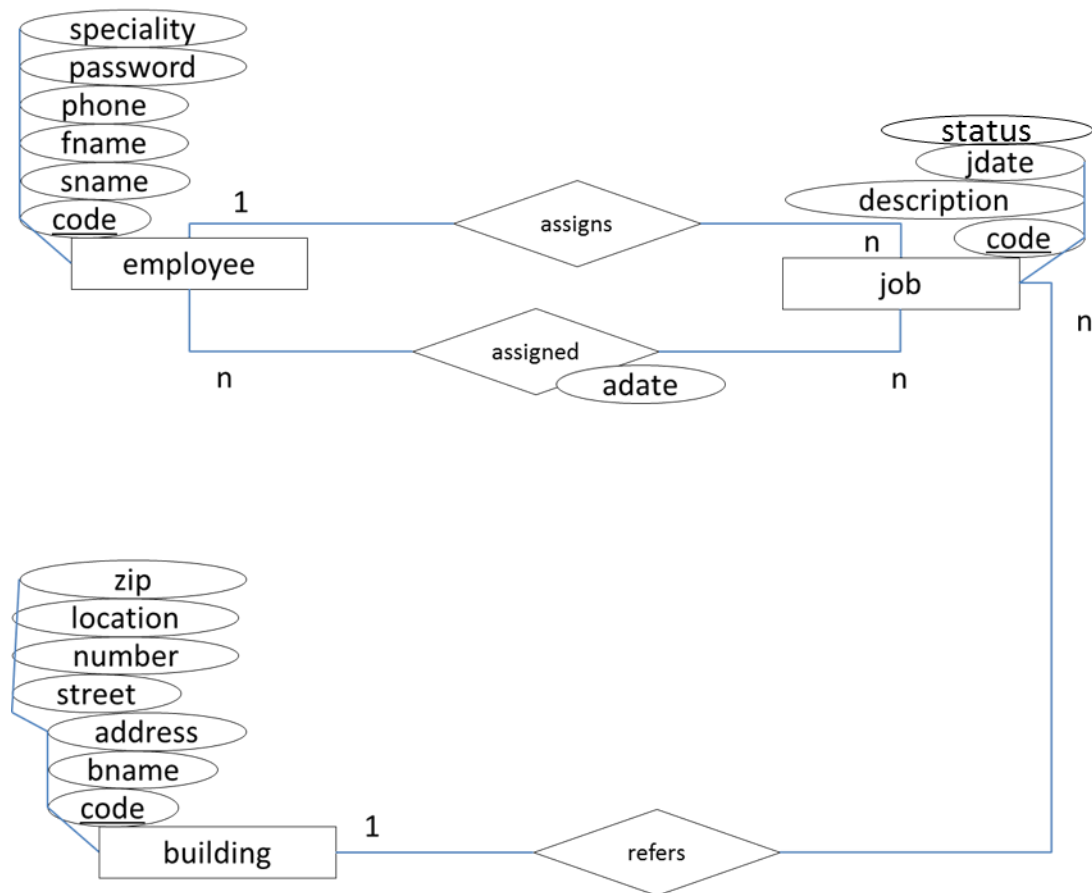 speciality
password
phone
fname
sname
code
employee
1
assigns
n
status
jdate
description
code
job
n
n
assigned
adate
n
zip
location
number
street
address
bname
code
building
1
refers